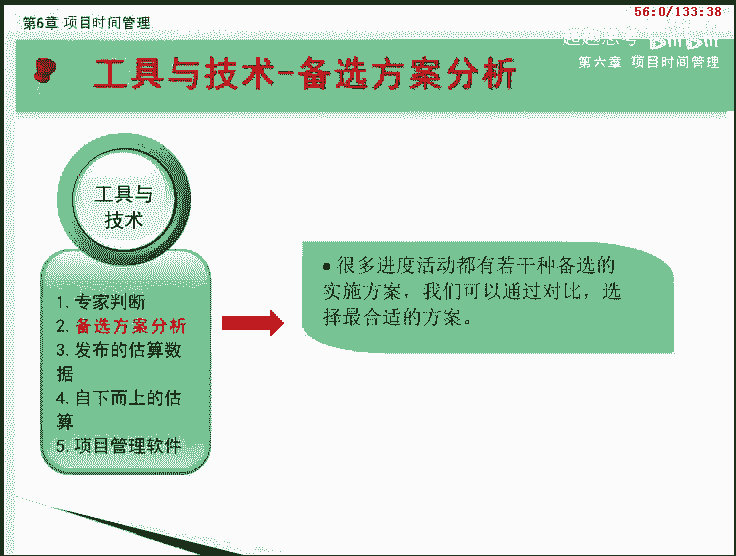 56:0/133:38
第6章 项目时间管理
工具与技术-备选方案分析
第六章 项目时间管理
工具与
技术
1. 专家判断
2. 备选方案分析
3. 发布的估算数
据
4. 自下而上的估
算
5. 项目管理软件
• 很多进度活动都有若干种备选的
实施方案，我们可以通过对比，选
择最合适的方案。